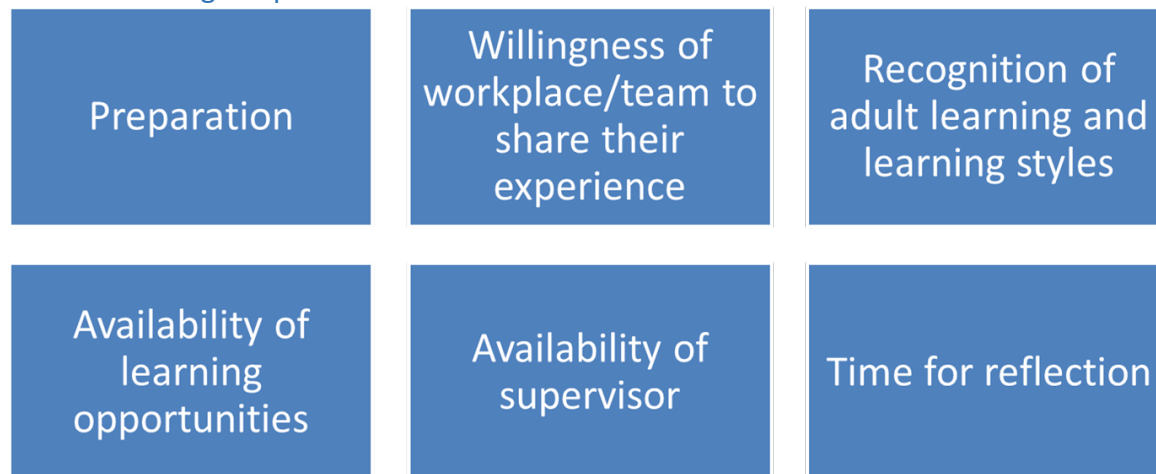 Preparation
Willingness of
workplace/team to
share their
experience
Recognition of
adult learning and
learning styles
Availability of
learning
opportunities
Availability of
supervisor
Time for reflection